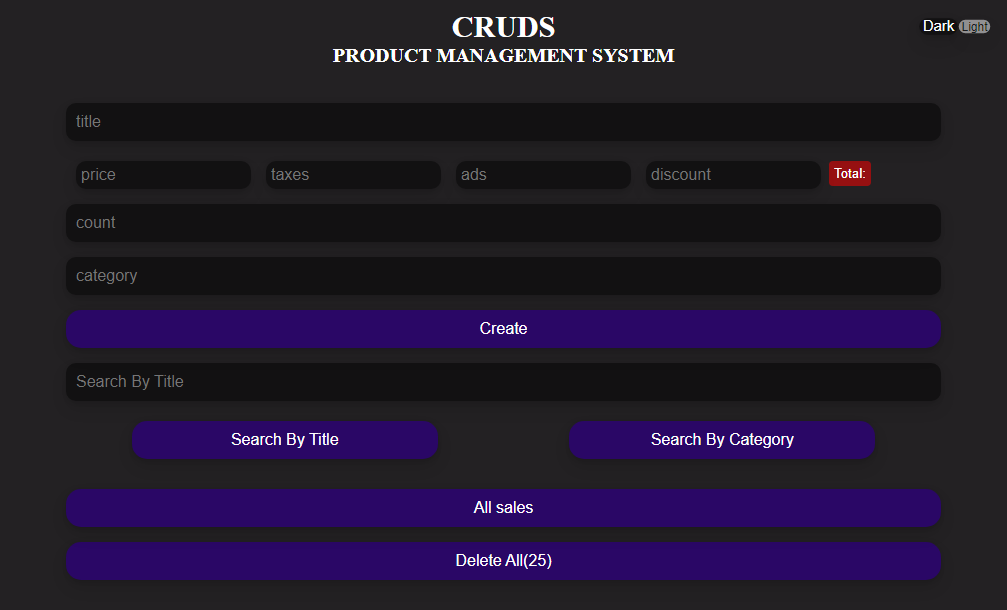 CRUDS
Dark Light
PRODUCT MANAGEMENT SYSTEM
title
price taxes ads discount Total:
count
category
Create
Search By Title
Search By Title Search By Category
All sales
Delete All(25)